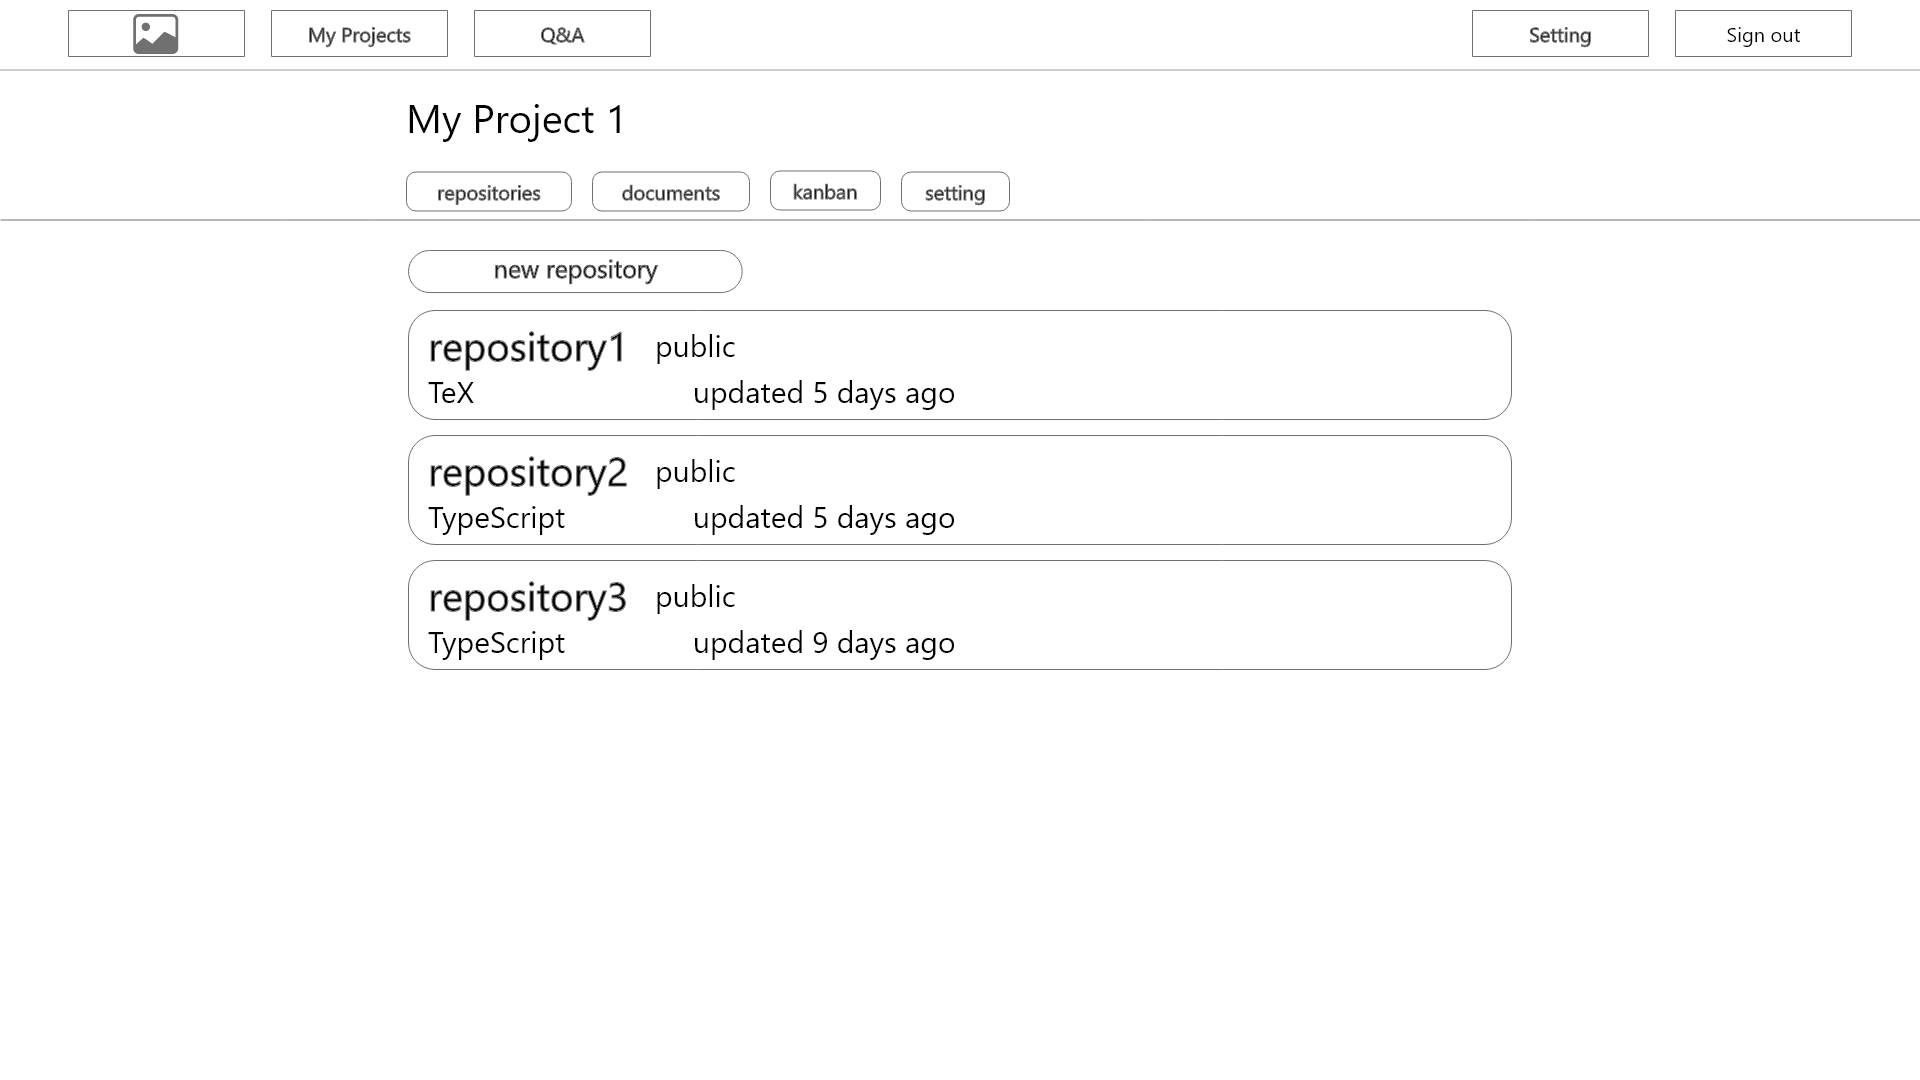 My Projects Q&A Setting Sign out
My Project 1
repositories documents kanban setting
new repository
repository1 public
TeX updated 5 days ago
repository2 public
TypeScript updated 5 days ago
repository3 public
TypeScript updated 9 days ago